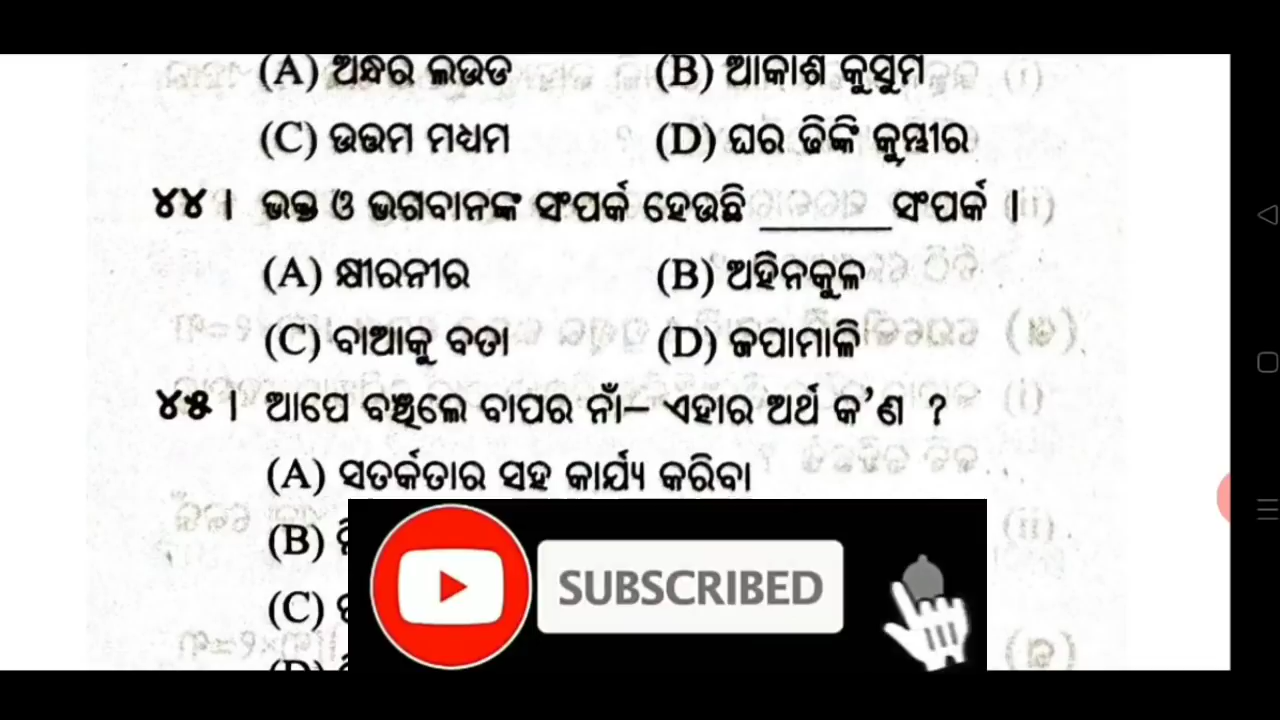 (A) ଅନ୍ଧର ଲଉଡି (B) ଆକାଶ କୁସୁମ
(C) ଉତ୍ତମ ମଧ୍ୟମ (D) ଘର ଢିଙ୍କି କୁମ୍ଭୀର
୪୪ । ଭକ୍ତ ଓ ଭଗବାନଙ୍କ ସଂପର୍କ ହେଉଛି ______ ସଂପର୍କ ।
(A) କ୍ଷୀରନୀର (B) ଅହିନକୁଳ
(C) ବାଆକୁ ବତା (D) ଜପାମାଳି
୪୫ । ଆପେ ବଞ୍ଚିଲେ ବାପର ନାଁ– ଏହାର ଅର୍ଥ କ'ଣ ?
(A) ସତର୍କତାର ସହ କାର୍ଯ୍ୟ କରିବା
(B)
(C)
(D)
SUBSCRIBED